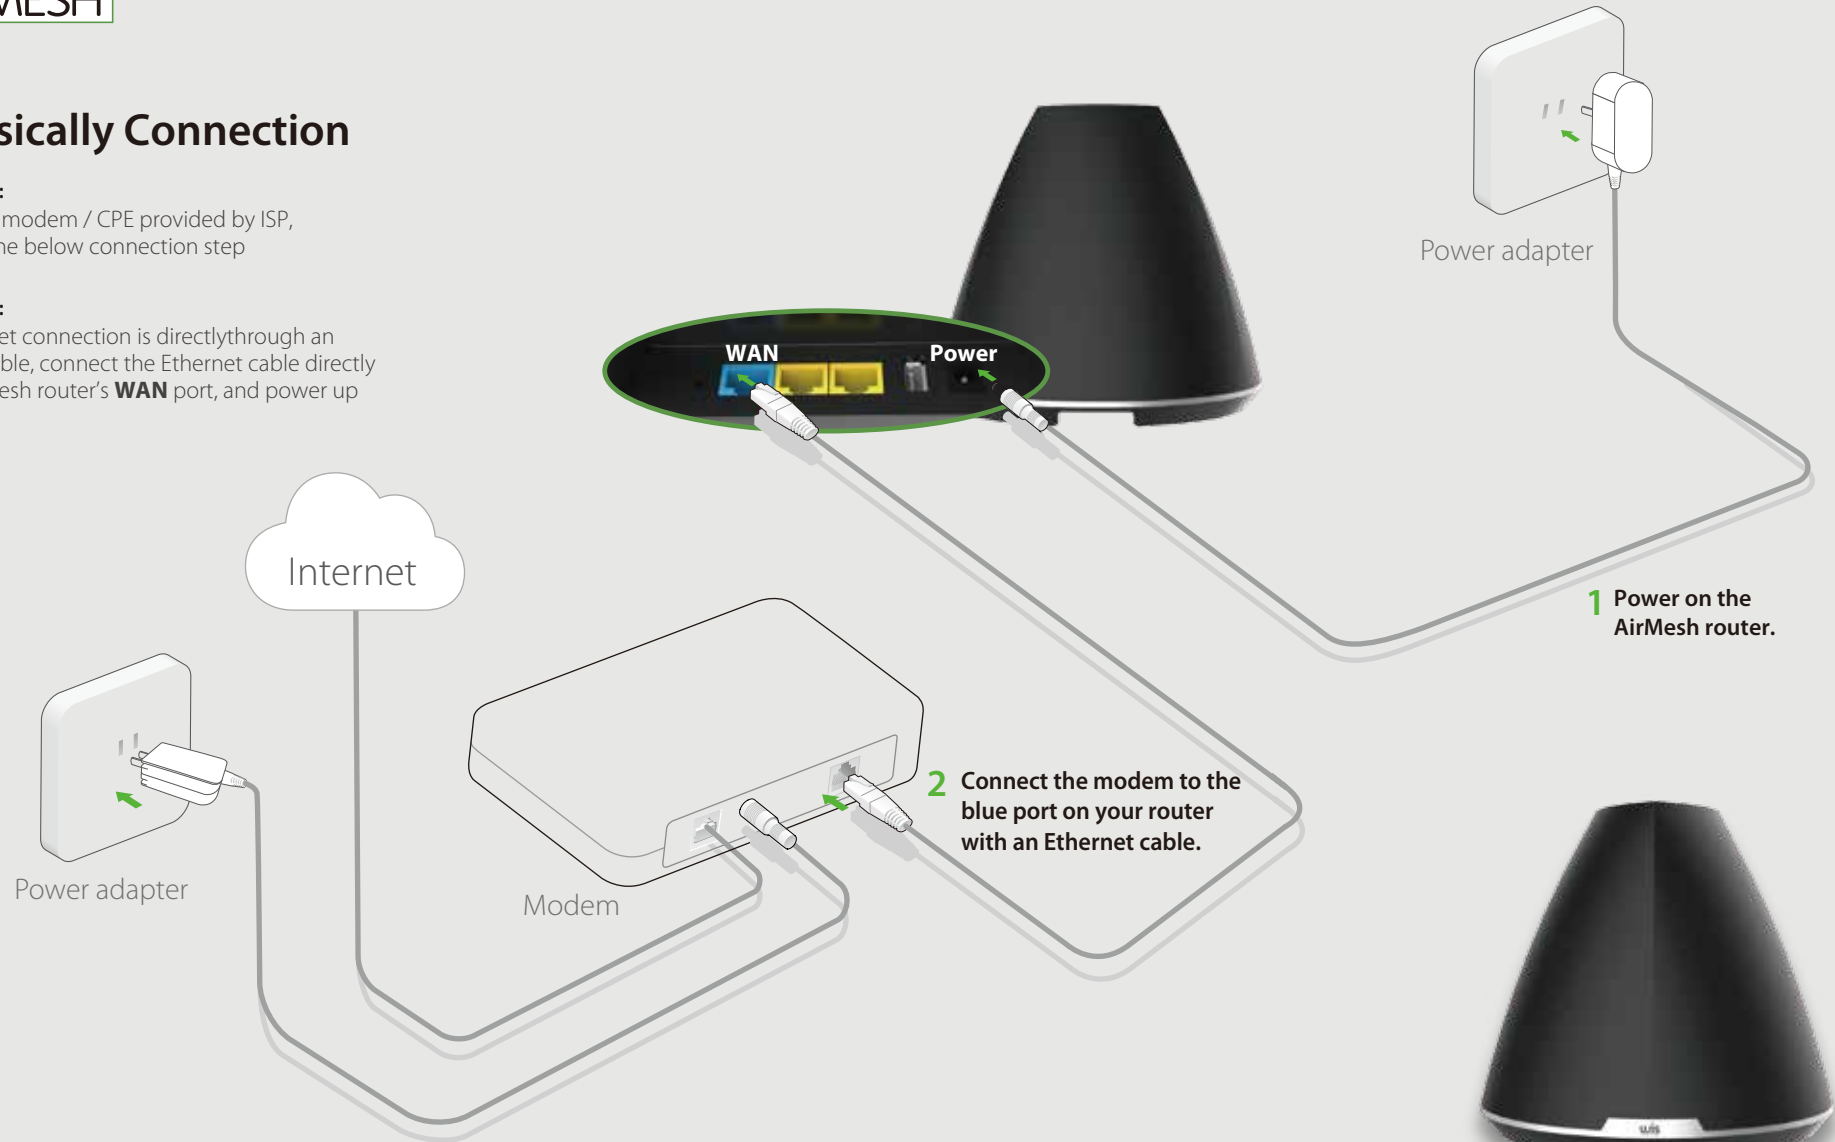 MESH
sically Connection
:
modem / CPE provided by ISP,
he below connection step
:
et connection is directlythrough an
ble, connect the Ethernet cable directly
esh router's WAN port, and power up
WAN
Power
Power adapter
Internet
1 Power on the
AirMesh router.
2 Connect the modem to the
blue port on your router
with an Ethernet cable.
Power adapter
Modem
wis